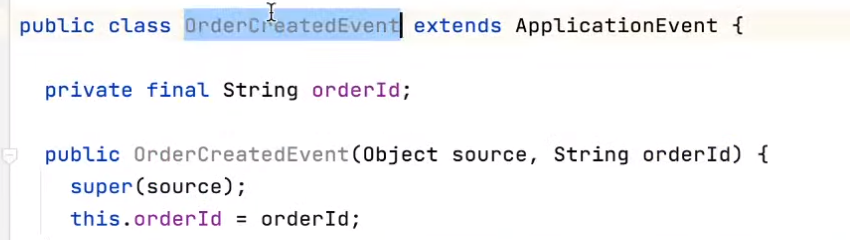 public class OrderCreatedEvent extends ApplicationEvent {
private final String orderId;
public OrderCreatedEvent(Object source, String orderId) {
super(source);
this.orderId = orderId;